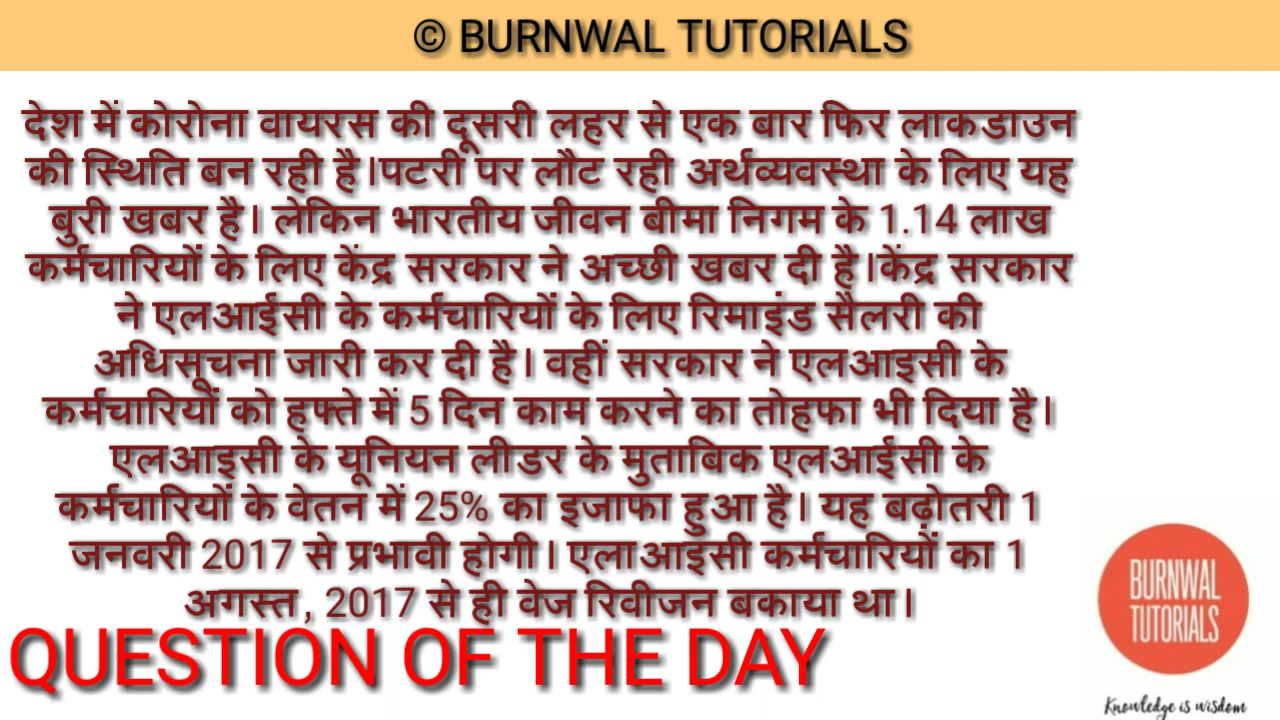 © BURNWAL TUTORIALS
देश में कोरोना वायरस की दूसरी लहर से एक बार फिर लाकडाउन
की स्थिति बन रही है।पटरी पर लौट रही अर्थव्यवस्था के लिए यह
बुरी खबर है। लेकिन भारतीय जीवन बीमा निगम के 1.14 लाख
कर्मचारियों के लिए केंद्र सरकार ने अच्छी खबर दी है।केंद्र सरकार
ने एलआईसी के कर्मचारियों के लिए रिमाइंड सैलरी की
अधिसूचना जारी कर दी है। वहीं सरकार ने एलआइसी के
कर्मचारियों को हफ्ते में 5 दिन काम करने का तोहफा भी दिया है।
एलआइसी के यूनियन लीडर के मुताबिक एलआईसी के
कर्मचारियों के वेतन में 25% का इजाफा हुआ है। यह बढ़ोतरी 1
जनवरी 2017 से प्रभावी होगी। एलाआईसी कर्मचारियों का 1
अगस्त, 2017 से ही वेज रिवीजन बकाया था।
QUESTION OF THE DAY
BURNWAL
TUTORIALS
Knowledge is wisdom